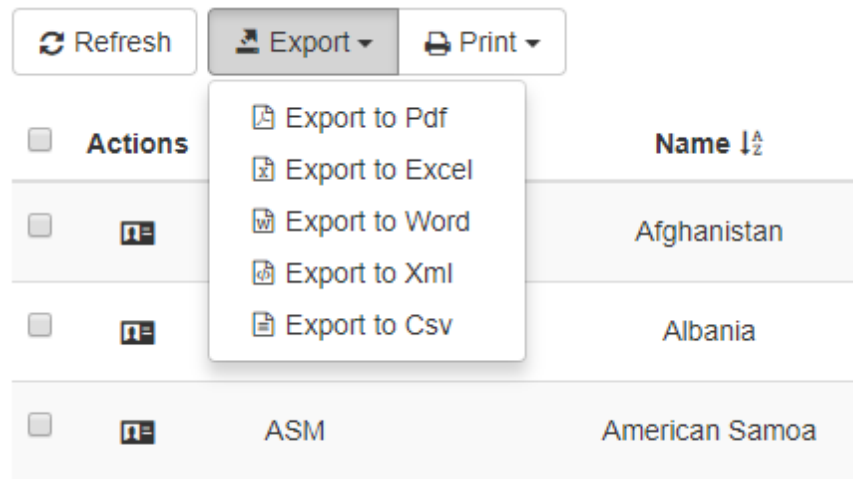 Refresh Export Print
Export to Pdf
Actions Name
Export to Excel
Export to Word
Afghanistan
Export to Xml
Export to Csv
Albania
ASM American Samoa